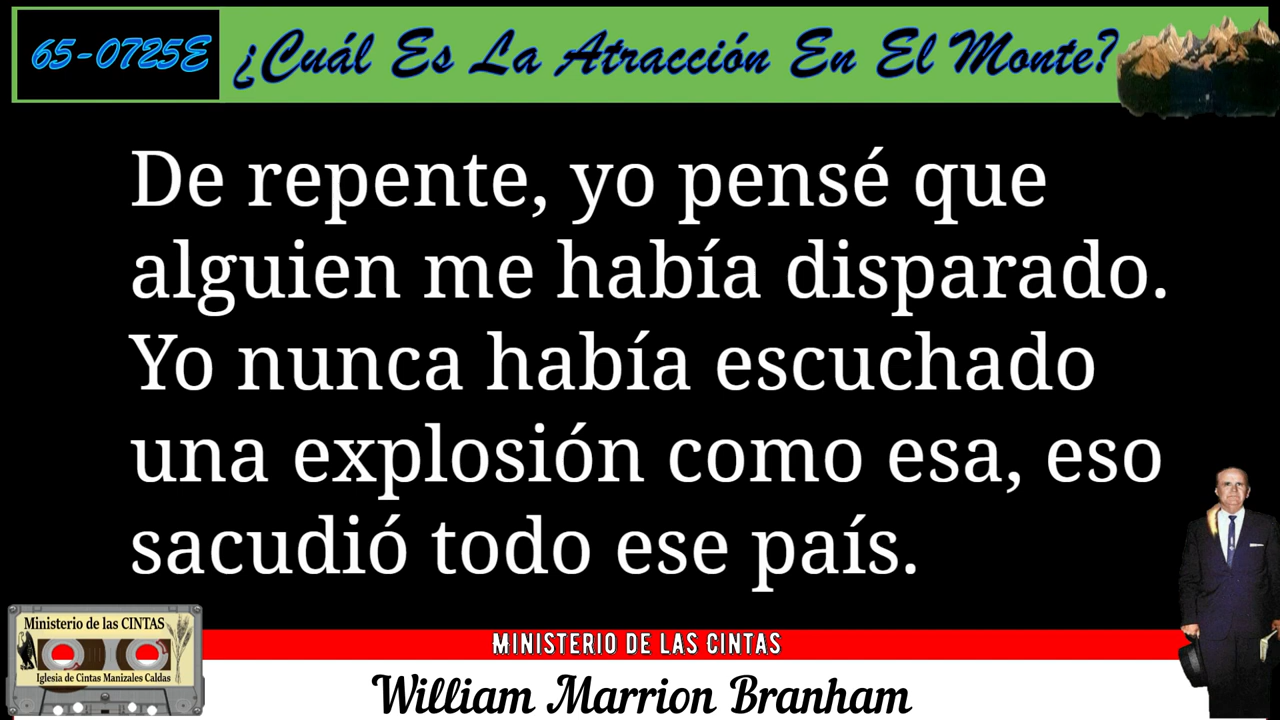 65-0725E ¿Cuál Es La Atracción En El Monte?
De repente, yo pensé que
alguien me había disparado.
Yo nunca había escuchado
una explosión como esa, eso
sacudió todo ese país.
Ministerio de las CINTAS
Iglesia de Cintas Manizales Caldas
MINISTERIO DE LAS CINTAS
William Marrion Branham